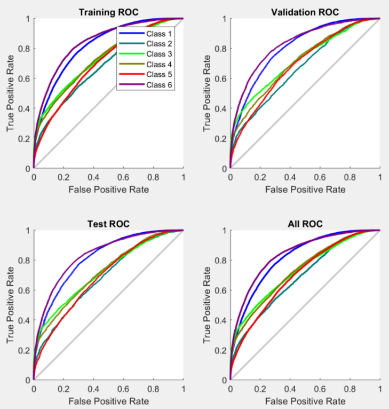 Training ROC
1
0.8
0.6
0.4
0.2
0
True Positive Rate
Class 1
Class 2
Class 3
Class 4
Class 5
Class 6
0 0.2 0.4 0.6 0.8 1
False Positive Rate
Validation ROC
1
0.8
0.6
0.4
0.2
0
True Positive Rate
0 0.2 0.4 0.6 0.8 1
False Positive Rate
Test ROC
1
0.8
0.6
0.4
0.2
0
True Positive Rate
0 0.2 0.4 0.6 0.8 1
False Positive Rate
All ROC
1
0.8
0.6
0.4
0.2
0
True Positive Rate
0 0.2 0.4 0.6 0.8 1
False Positive Rate